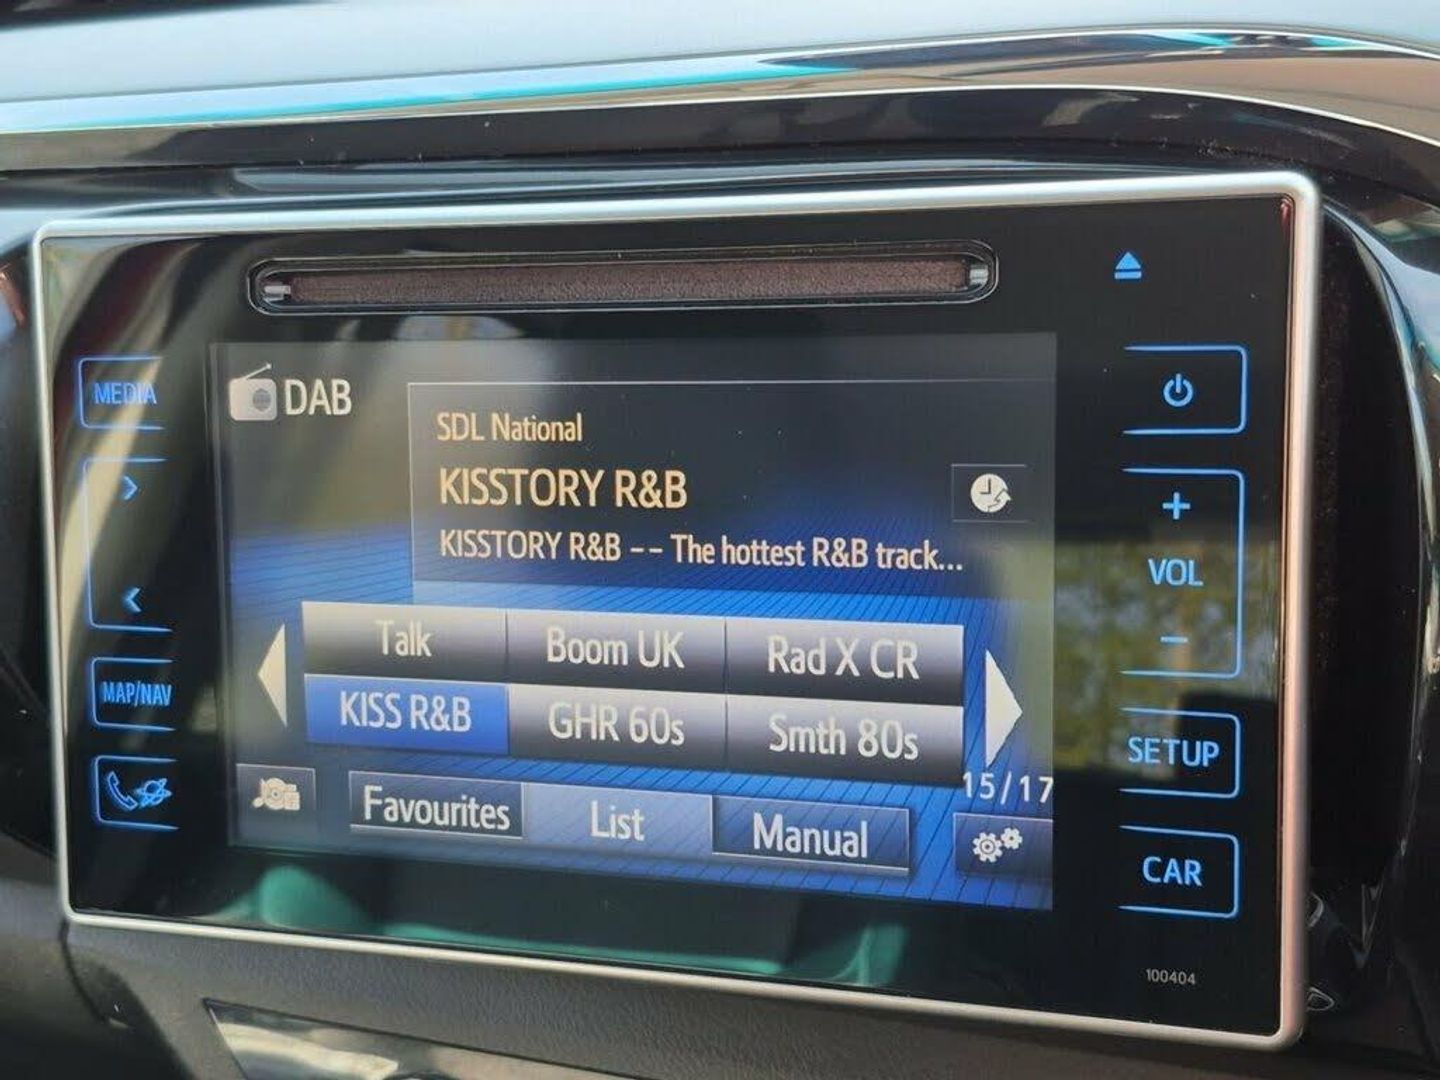 MEDIA
DAB
SDL National
KISSTORY R&B
KISSTORY R&B -- The hottest R&B track...
Talk
Boom UK
Rad X CR
KISS R&B
GHR 60s
Smth 80s
15/17
Favourites
List
Manual
MAP/NAV
+
VOL
-
SETUP
CAR
100404